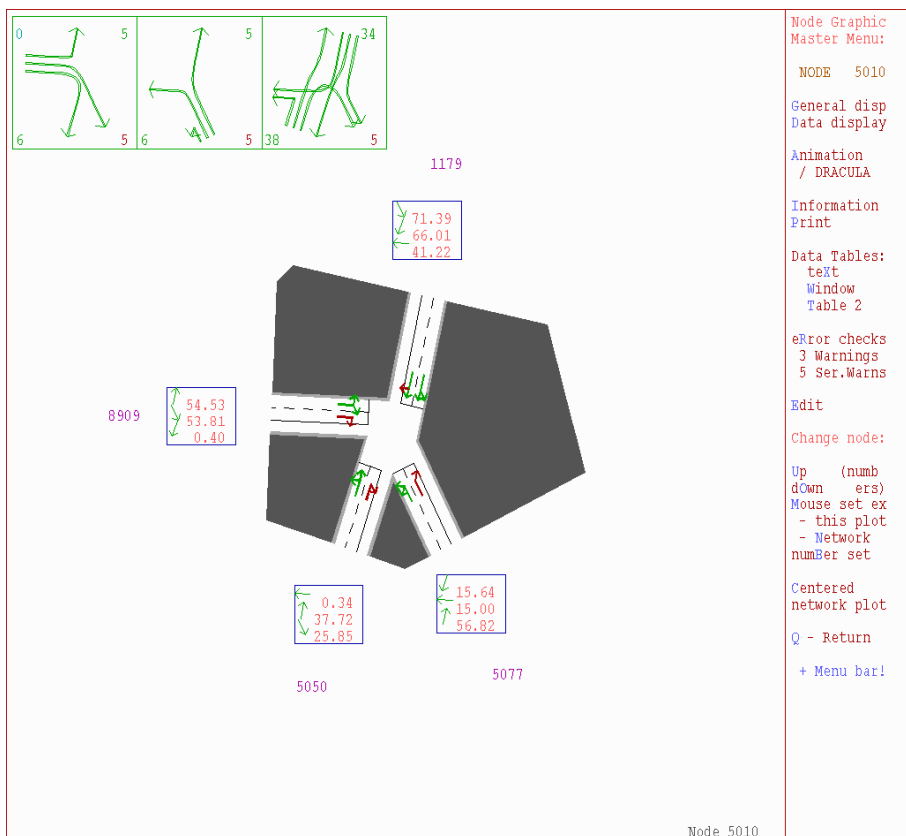 0 5 5 34
6 5 6 5 38 5
1179
71.39
66.01
41.22
8909
54.53
53.81
0.40
0.34
37.72
25.85
15.64
15.00
56.82
5050
5077
Node 5010
Node Graphic
Master Menu:
NODE 5010
General disp
Data display
Animation
/ DRACULA
Information
Print
Data Tables:
teXt
Window
Table 2
eRror checks
3 Warnings
5 Ser.Warns
Edit
Change node:
Up (numb
dOwn ers)
Mouse set ex
- this plot
- Network
numBer set
Centered
network plot
Q - Return
+ Menu bar!